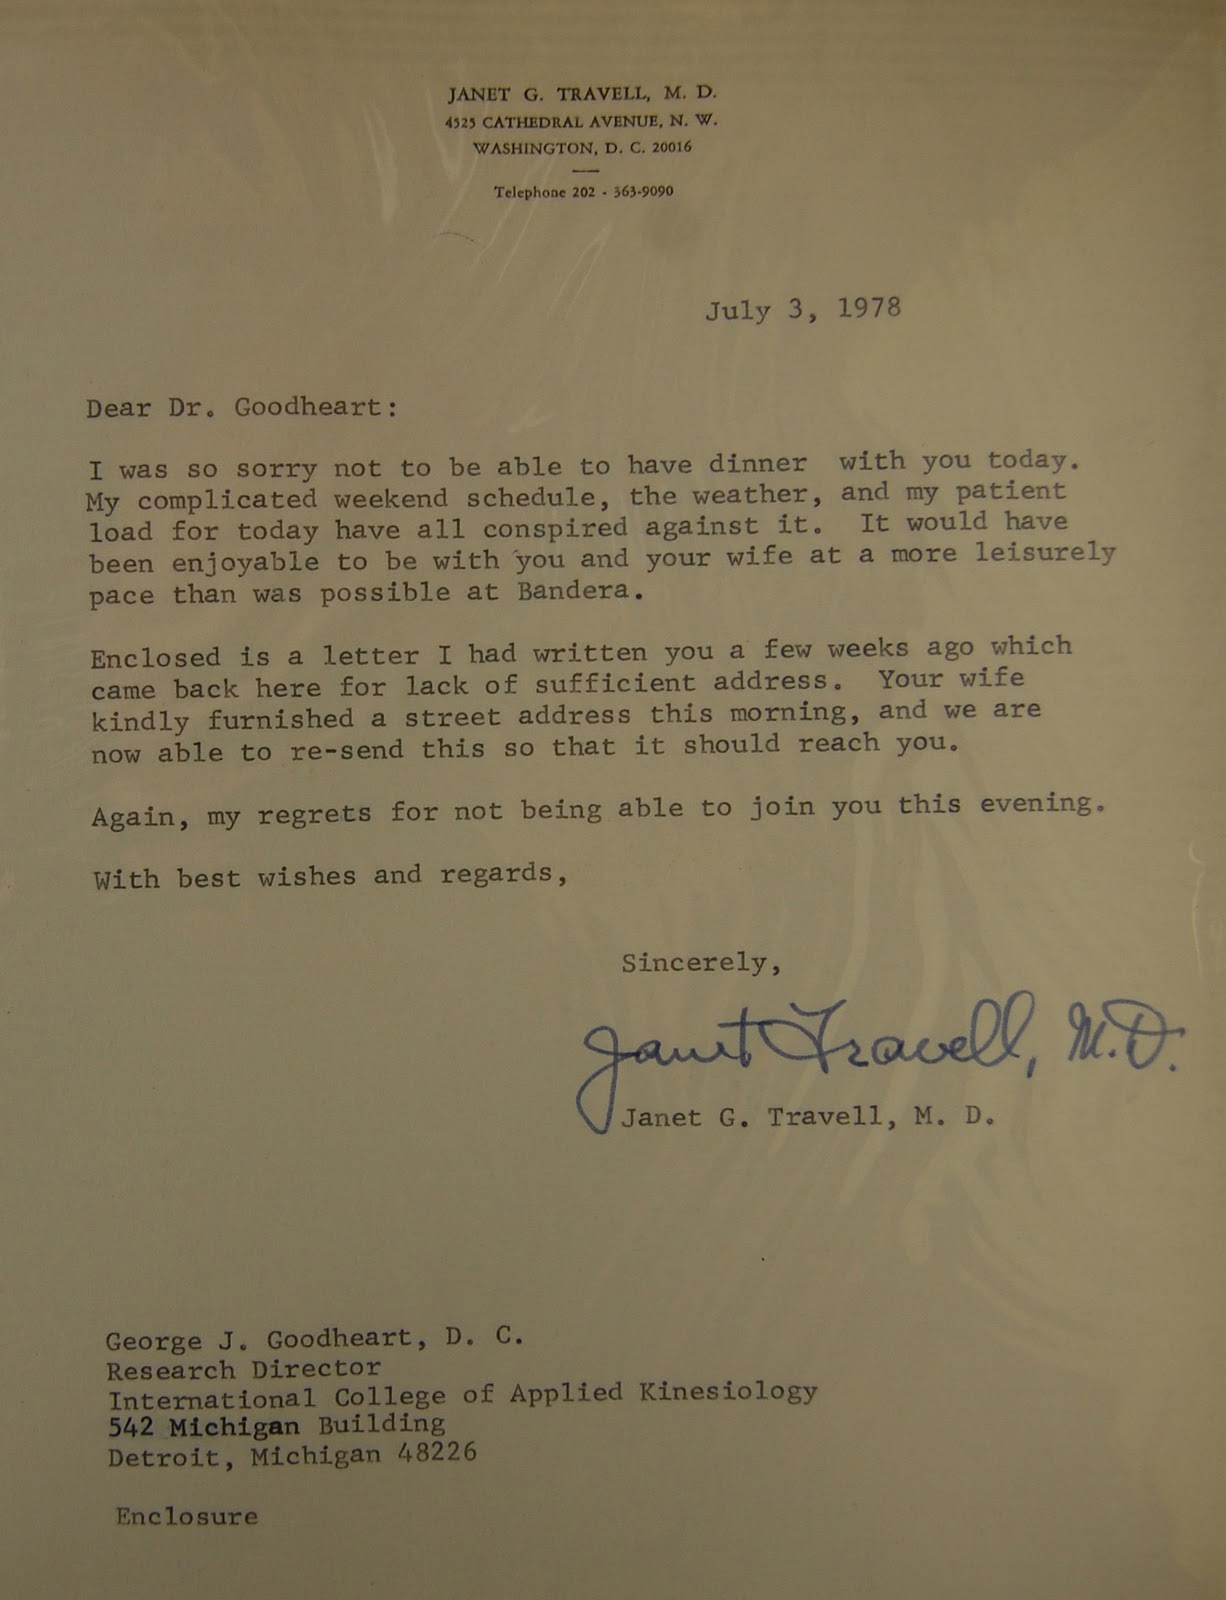 JANET G. TRAVELL, M. D.
4525 CATHEDRAL AVENUE, N. W.
WASHINGTON, D. C. 20016
Telephone 202 - 363-9090
July 3, 1978
Dear Dr. Goodheart:
I was so sorry not to be able to have dinner with you today.
My complicated weekend schedule, the weather, and my patient
load for today have all conspired against it. It would have
been enjoyable to be with you and your wife at a more leisurely
pace than was possible at Bandera.
Enclosed is a letter I had written you a few weeks ago which
came back here for lack of sufficient address. Your wife
kindly furnished a street address this morning, and we are
now able to re-send this so that it should reach you.
Again, my regrets for not being able to join you this evening.
With best wishes and regards,
Sincerely,
Janet Travell, M.D.
Janet G. Travell, M. D.
George J. Goodheart, D. C.
Research Director
International College of Applied Kinesiology
542 Michigan Building
Detroit, Michigan 48226
Enclosure